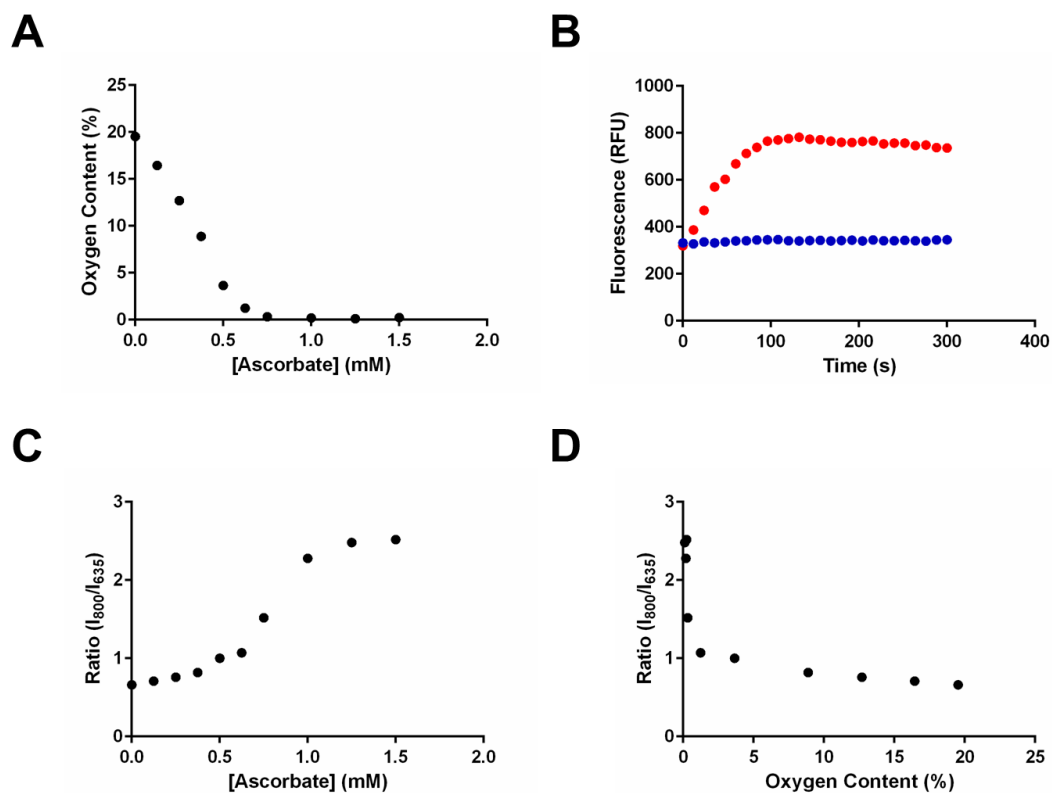 A
Oxygen Content (%)
25
20
15
10
5
0
0.0 0.5 1.0 1.5 2.0
[Ascorbate] (mM)
B
Fluorescence (RFU)
1000
800
600
400
200
0
0 100 200 300 400
Time (s)
C
Ratio (I800/I635)
3
2
1
0
0.0 0.5 1.0 1.5 2.0
[Ascorbate] (mM)
D
Ratio (I800/I635)
3
2
1
0
0 5 10 15 20 25
Oxygen Content (%)